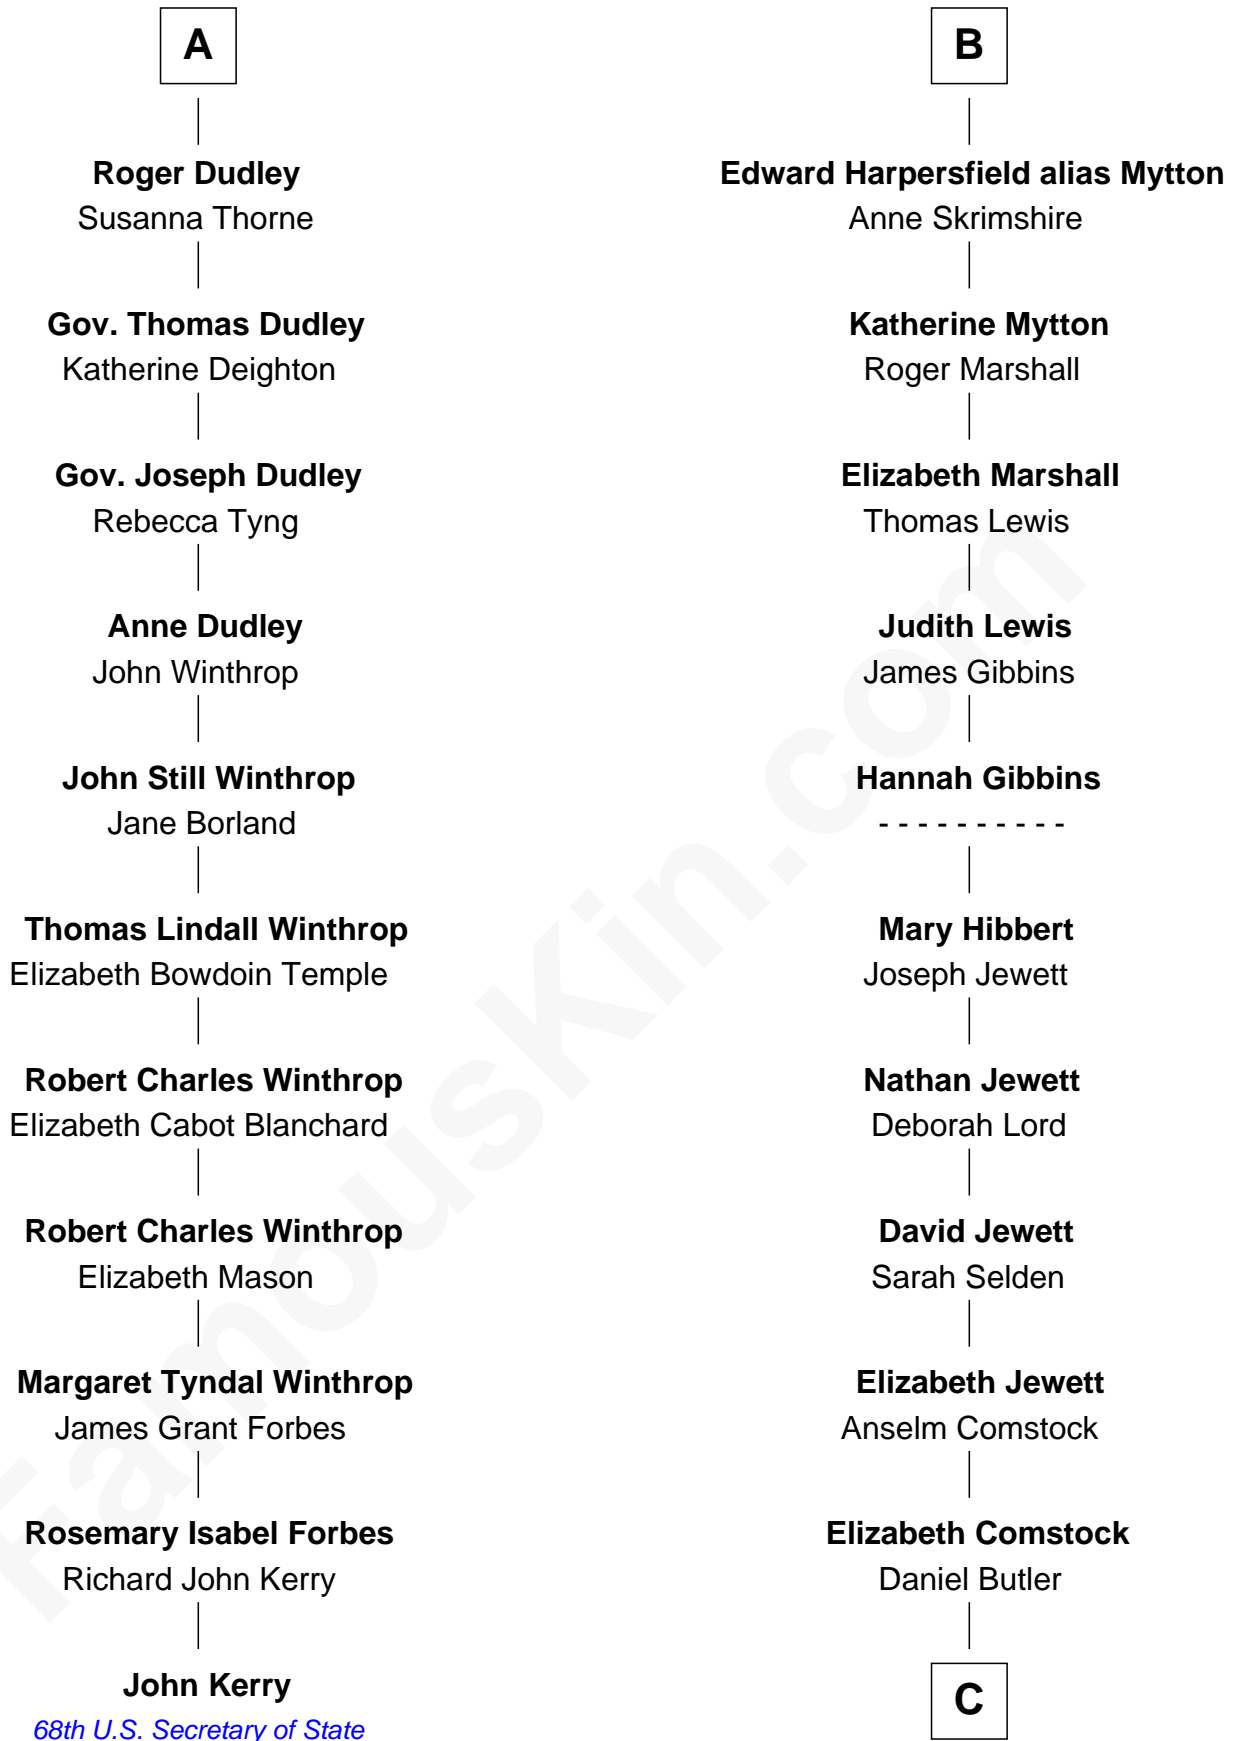 A
Roger Dudley
Susanna Thorne
Gov. Thomas Dudley
Katherine Deighton
Gov. Joseph Dudley
Rebecca Tyng
Anne Dudley
John Winthrop
John Still Winthrop
Jane Borland
Thomas Lindall Winthrop
Elizabeth Bowdoin Temple
Robert Charles Winthrop
Elizabeth Cabot Blanchard
Robert Charles Winthrop
Elizabeth Mason
Margaret Tyndal Winthrop
James Grant Forbes
Rosemary Isabel Forbes
Richard John Kerry
John Kerry
68th U.S. Secretary of State
B
Edward Harpersfield alias Mytton
Anne Skrimshire
Katherine Mytton
Roger Marshall
Elizabeth Marshall
Thomas Lewis
Judith Lewis
James Gibbins
Hannah Gibbins
- - - - - - - - - -
Mary Hibbert
Joseph Jewett
Nathan Jewett
Deborah Lord
David Jewett
Sarah Selden
Elizabeth Jewett
Anselm Comstock
Elizabeth Comstock
Daniel Butler
C
FamousKin.com